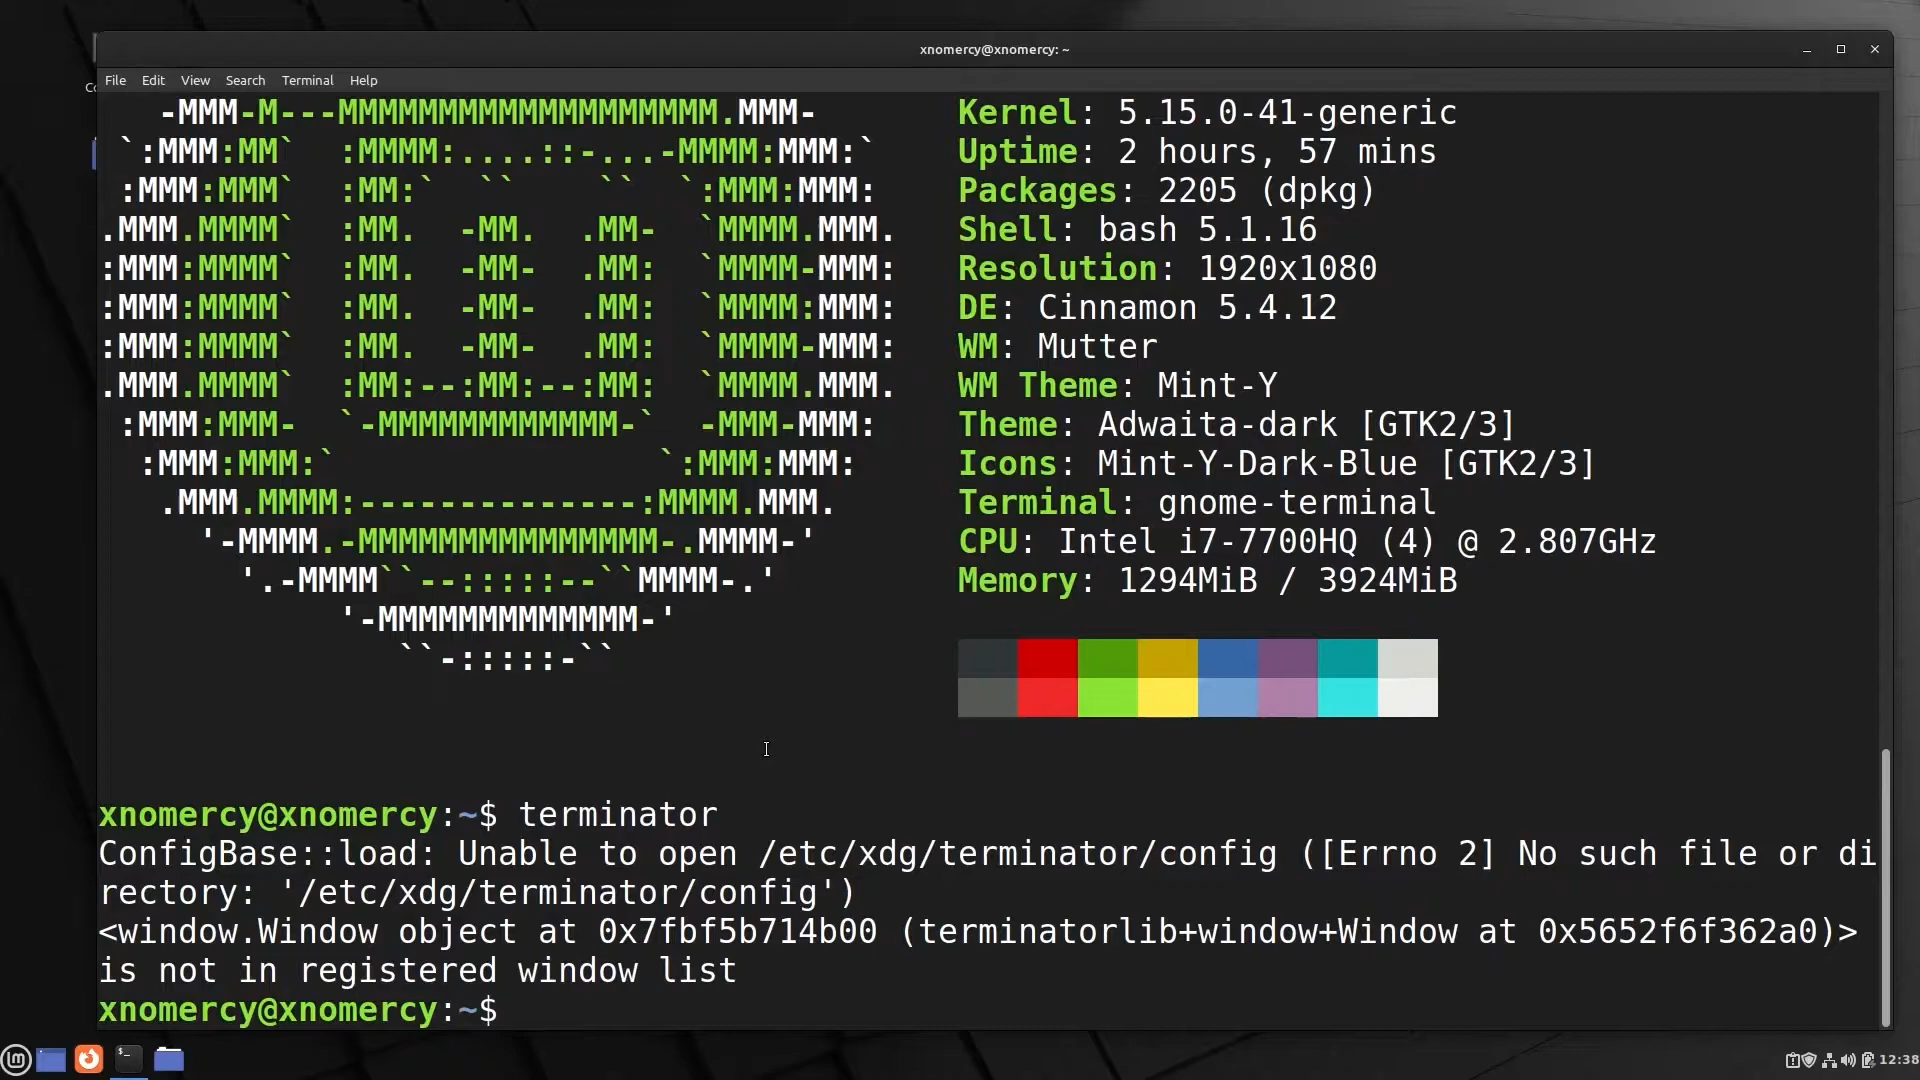 xnomercy@xnomercy: ~
File Edit View Search Terminal Help
-MMM-M---MMMMMMMMMMMMMMMMMMM.MMM- Kernel: 5.15.0-41-generic
`:MMM:MM` :MMMM:....::-...-MMMM:MMM:` Uptime: 2 hours, 57 mins
:MMM:MMM` :MM:` `` `` `:MMM:MMM: Packages: 2205 (dpkg)
.MMM.MMMM` :MM. -MM. .MM- `MMMM.MMM. Shell: bash 5.1.16
:MMM:MMMM` :MM. -MM- .MM: `MMMM-MMM: Resolution: 1920x1080
:MMM:MMMM` :MM. -MM- .MM: `MMMM:MMM: DE: Cinnamon 5.4.12
:MMM:MMMM` :MM. -MM- .MM: `MMMM-MMM: WM: Mutter
.MMM.MMMM` :MM:--:MM:--:MM: `MMMM.MMM. WM Theme: Mint-Y
:MMM:MMM- `-MMMMMMMMMMMM-` -MMM-MMM: Theme: Adwaita-dark [GTK2/3]
:MMM:MMM:` `:MMM:MMM: Icons: Mint-Y-Dark-Blue [GTK2/3]
.MMM.MMMM:--------------:MMMM.MMM. Terminal: gnome-terminal
'-MMMM.-MMMMMMMMMMMMMMM-.MMMM-' CPU: Intel i7-7700HQ (4) @ 2.807GHz
'.-MMMM``--:::::--``MMMM-.' Memory: 1294MiB / 3924MiB
'-MMMMMMMMMMMMM-'
``-:::::-``
xnomercy@xnomercy:~$ terminator
ConfigBase::load: Unable to open /etc/xdg/terminator/config ([Errno 2] No such file or di
rectory: '/etc/xdg/terminator/config')
<window.Window object at 0x7fbf5b714b00 (terminatorlib+window+Window at 0x5652f6f362a0)>
is not in registered window list
xnomercy@xnomercy:~$
12:38